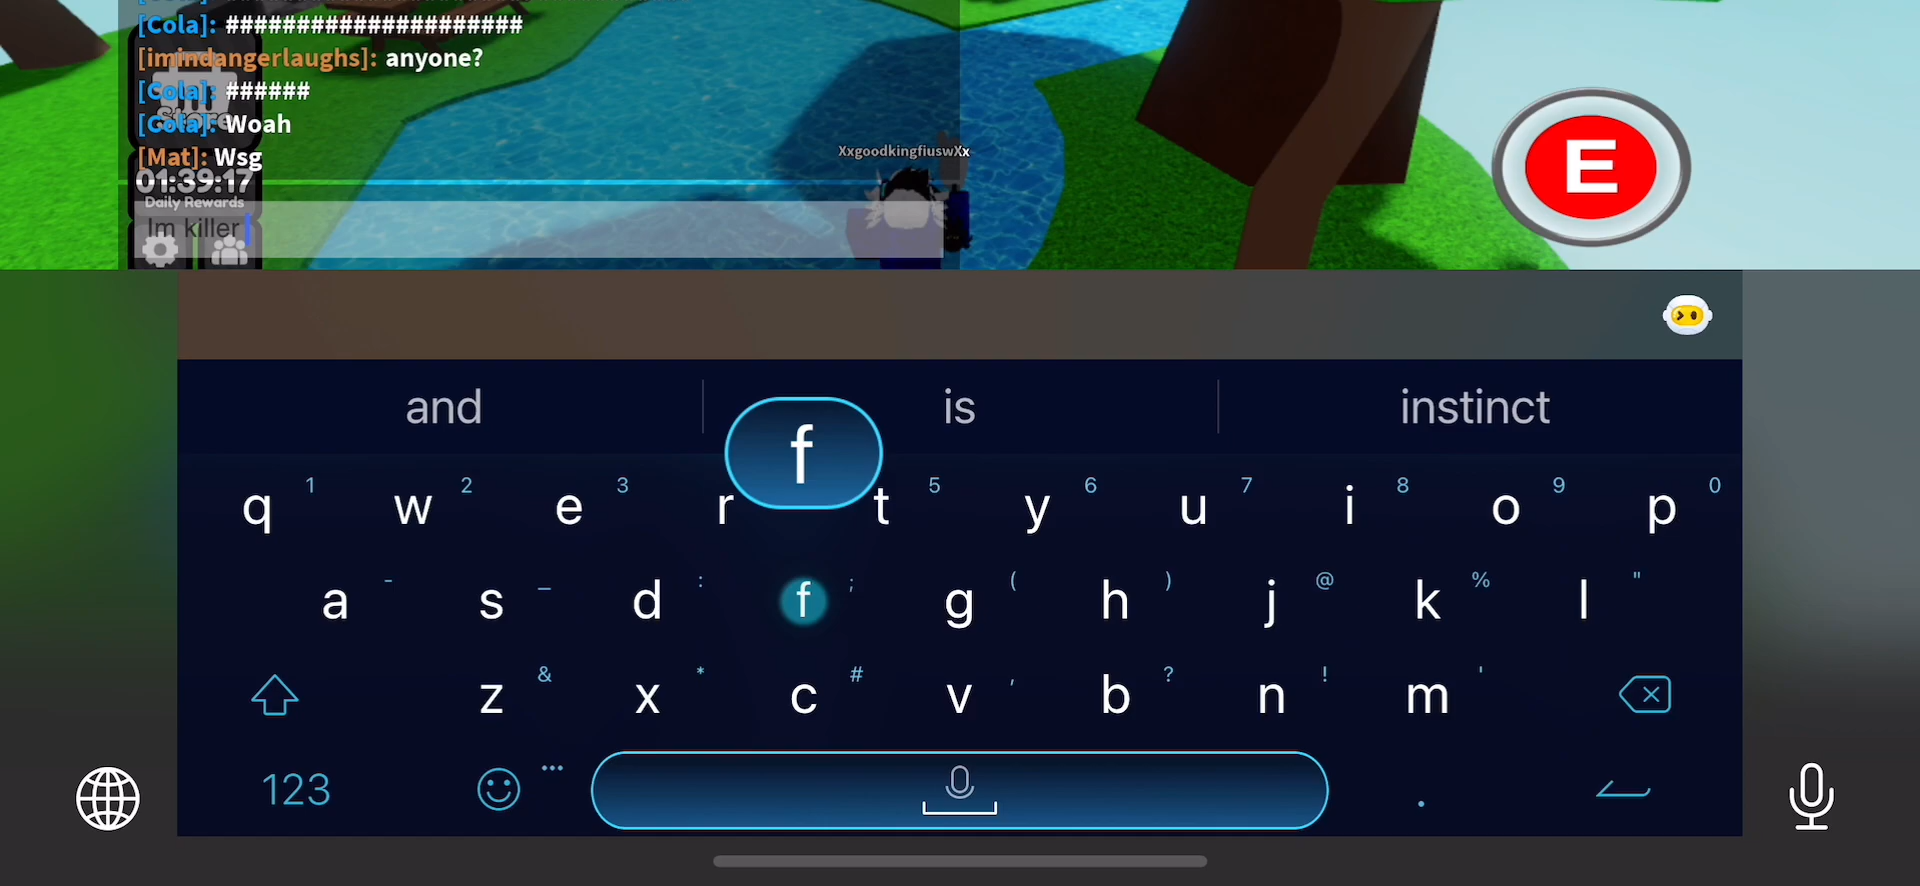 [Cola]: #####################
[imindangerlaughs]: anyone?
[Cola]: ######
[Cola]: Woah
Store
[Mat]: Wsg
XxgoodkingfiuswXx
01:39:17
Daily Rewards
Im killer
E
and is instinct
f
q 1 w 2 e 3 r t 5 y 6 u 7 i 8 o 9 p 0
a - s _ d : f ; g ( h ) j @ k % l "
z & x * c # v , b ? n ! m '
123 ... .